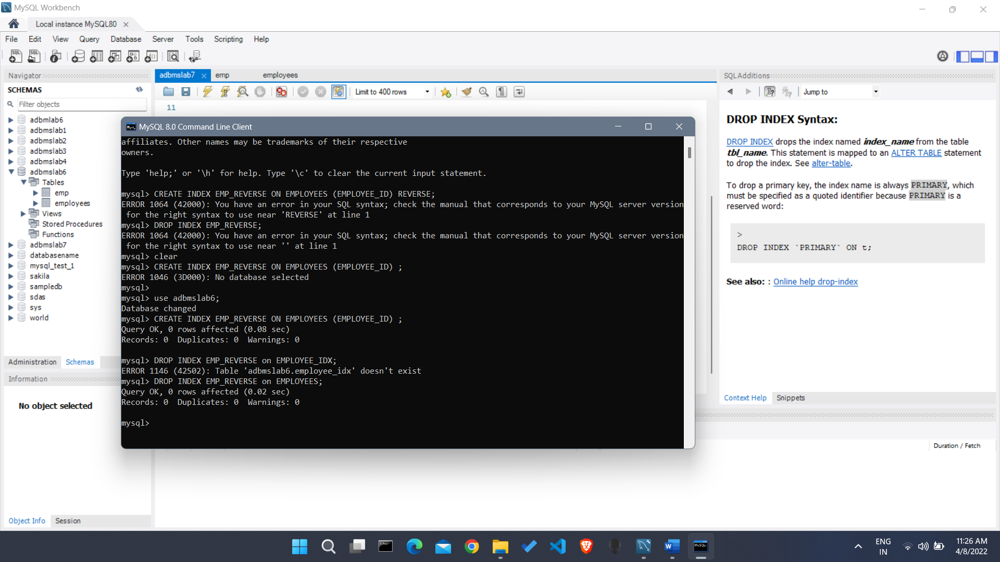 MySQL Workbench
Local instance MySQL80
File Edit View Query Database Server Tools Scripting Help
Navigator
SCHEMAS
Filter objects
adbmlab6
adbmslab1
adbmslab2
adbmslab3
adbmslab4
adbmslab6
Tables
emp
employees
Views
Stored Procedures
Functions
adbmslab7
databasename
mysql_test_1
sakila
sampledb
sdas
sys
world
Administration Schemas
Information
No object selected
Object Info Session
adbmslab7 emp employees
Limit to 400 rows
11
MySQL 8.0 Command Line Client
affiliates. Other names may be trademarks of their respective
owners.
Type 'help;' or '\h' for help. Type '\c' to clear the current input statement.
mysql> CREATE INDEX EMP_REVERSE ON EMPLOYEES (EMPLOYEE_ID) REVERSE;
ERROR 1064 (42000): You have an error in your SQL syntax; check the manual that corresponds to your MySQL server version
for the right syntax to use near 'REVERSE' at line 1
mysql> DROP INDEX EMP_REVERSE;
ERROR 1064 (42000): You have an error in your SQL syntax; check the manual that corresponds to your MySQL server version
for the right syntax to use near '' at line 1
mysql> clear
mysql> CREATE INDEX EMP_REVERSE ON EMPLOYEES (EMPLOYEE_ID) ;
ERROR 1046 (3D000): No database selected
mysql>
mysql> use adbmslab6;
Database changed
mysql> CREATE INDEX EMP_REVERSE ON EMPLOYEES (EMPLOYEE_ID) ;
Query OK, 0 rows affected (0.08 sec)
Records: 0 Duplicates: 0 Warnings: 0
mysql> DROP INDEX EMP_REVERSE on EMPLOYEE_IDX;
ERROR 1146 (42S02): Table 'adbmslab6.employee_idx' doesn't exist
mysql> DROP INDEX EMP_REVERSE on EMPLOYEES;
Query OK, 0 rows affected (0.02 sec)
Records: 0 Duplicates: 0 Warnings: 0
mysql>
SQLAdditions
Jump to
DROP INDEX Syntax:
DROP INDEX drops the index named index_name from the table
tbl_name. This statement is mapped to an ALTER TABLE statement
to drop the index. See alter-table.
To drop a primary key, the index name is always PRIMARY, which
must be specified as a quoted identifier because PRIMARY is a
reserved word:
>
DROP INDEX `PRIMARY` ON t;
See also: : Online help drop-index
Context Help Snippets
Duration / Fetch
ENG
IN
11:26 AM
4/8/2022